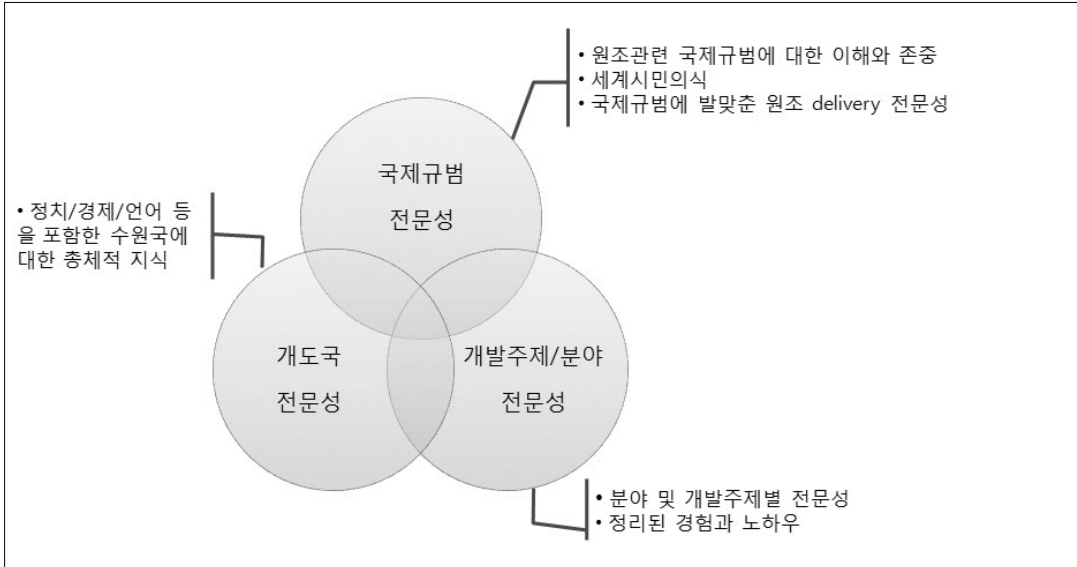 • 원조관련 국제규범에 대한 이해와 존중
• 세계시민의식
• 국제규범에 발맞춘 원조 delivery 전문성
국제규범
전문성
• 정치/경제/언어 등
을 포함한 수원국에
대한 총체적 지식
개도국
전문성
개발주제/분야
전문성
• 분야 및 개발주제별 전문성
• 정리된 경험과 노하우